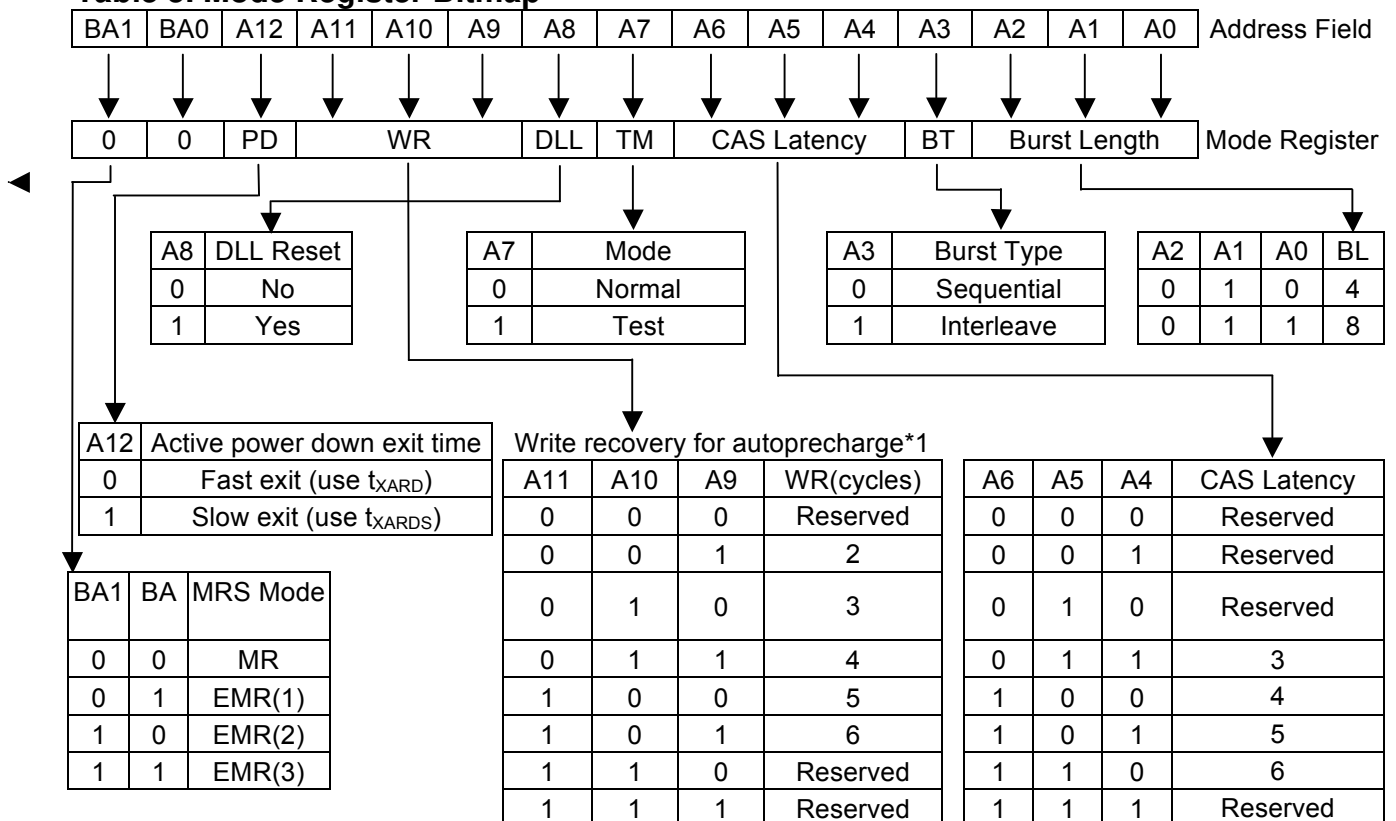 Table 5. Mode Register Bitmap
BA1 BA0 A12 A11 A10 A9 A8 A7 A6 A5 A4 A3 A2 A1 A0 Address Field
0 0 PD WR DLL TM CAS Latency BT Burst Length Mode Register
A8 DLL Reset
0 No
1 Yes
A7 Mode
0 Normal
1 Test
A3 Burst Type
0 Sequential
1 Interleave
A2 A1 A0 BL
0 1 0 4
0 1 1 8
A12 Active power down exit time
0 Fast exit (use tXARD)
1 Slow exit (use tXARDS)
BA1 BA MRS Mode
0 0 MR
0 1 EMR(1)
1 0 EMR(2)
1 1 EMR(3)
Write recovery for autoprecharge*1
A11 A10 A9 WR(cycles)
0 0 0 Reserved
0 0 1 2
0 1 0 3
0 1 1 4
1 0 0 5
1 0 1 6
1 1 0 Reserved
1 1 1 Reserved
A6 A5 A4 CAS Latency
0 0 0 Reserved
0 0 1 Reserved
0 1 0 Reserved
0 1 1 3
1 0 0 4
1 0 1 5
1 1 0 6
1 1 1 Reserved